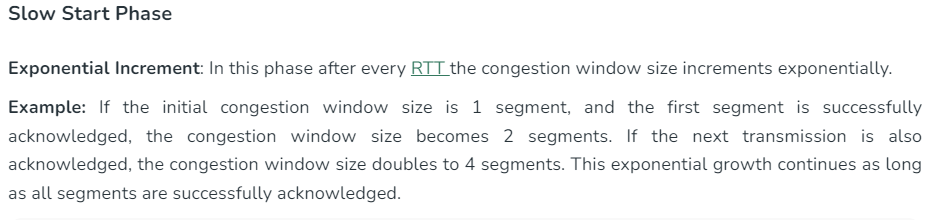 Slow Start Phase
Exponential Increment: In this phase after every RTT the congestion window size increments exponentially.
Example: If the initial congestion window size is 1 segment, and the first segment is successfully
acknowledged, the congestion window size becomes 2 segments. If the next transmission is also
acknowledged, the congestion window size doubles to 4 segments. This exponential growth continues as long
as all segments are successfully acknowledged.